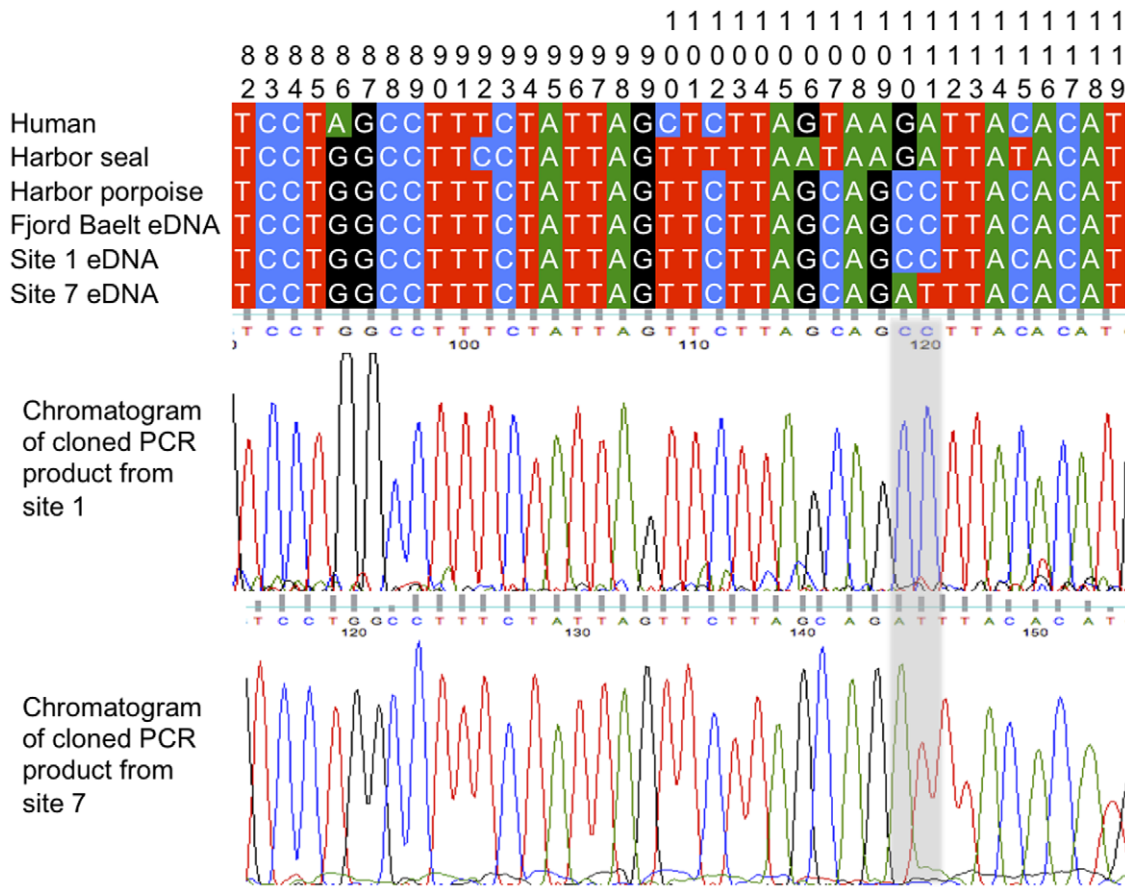 1 1 1 1 1 1 1 1 1 1 1 1 1 1 1 1 1 1 1 1
8 8 8 8 8 8 8 8 9 9 9 9 9 9 9 9 9 9 0 0 0 0 0 0 0 0 0 0 1 1 1 1 1 1 1 1 1 1
2 3 4 5 6 7 8 9 0 1 2 3 4 5 6 7 8 9 0 1 2 3 4 5 6 7 8 9 0 1 2 3 4 5 6 7 8 9
Human TCCTAGCCTTTCTATTAGCTCTTAGTAAGATTACACAT
Harbor seal TCCTGGCCTTCCTATTAGTTTTTAATAAGATTATACAT
Harbor porpoise TCCTGGCCTTTCTATTAGTTCTTAGCAGCCTTACACAT
Fjord Baelt eDNA TCCTGGCCTTTCTATTAGTTCTTAGCAGCCTTACACAT
Site 1 eDNA TCCTGGCCTTTCTATTAGTTCTTAGCAGCCTTACACAT
Site 7 eDNA TCCTGGCCTTTCTATTAGTTCTTAGCAGATTTACACAT
T C C T G G C C T T T C T A T T A G T T C T T A G C A G C C T T A C A C A T
100 110 120
Chromatogram
of cloned PCR
product from
site 1
T C C T G G C C T T T C T A T T A G T T C T T A G C A G A T T T A C A C A T
120 130 140 150
Chromatogram
of cloned PCR
product from
site 7